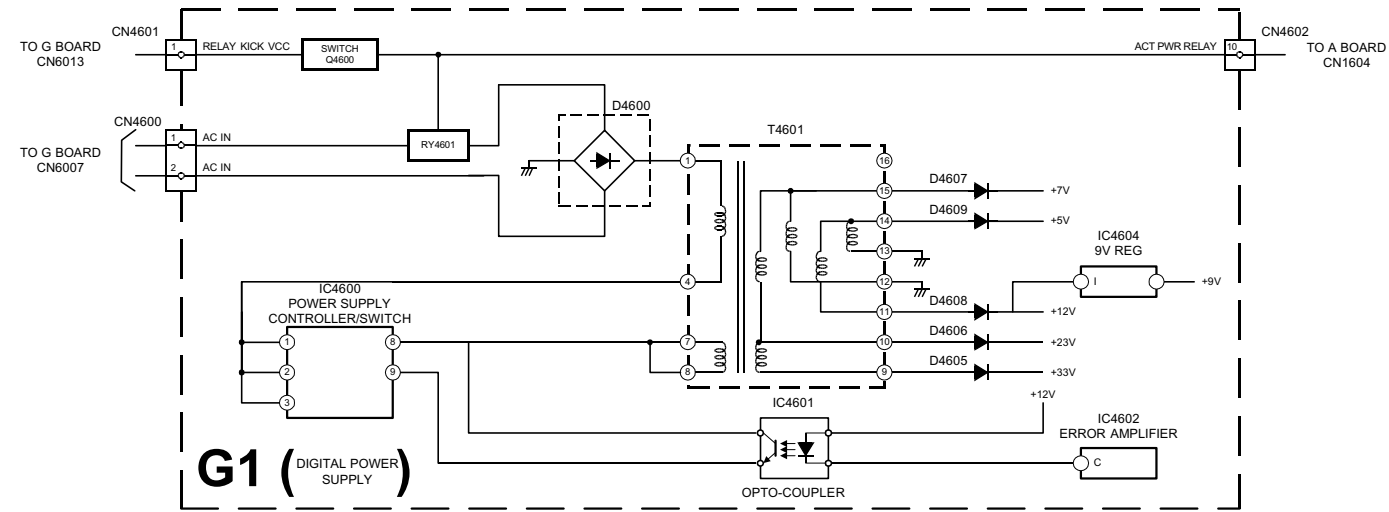 CN4601
TO G BOARD
CN6013
1
RELAY KICK VCC
SWITCH
Q4600
ACT PWR RELAY
10
CN4602
TO A BOARD
CN1604
CN4600
TO G BOARD
CN6007
1
AC IN
2
AC IN
RY4601
D4600
T4601
1
4
7
8
16
15
14
13
12
11
10
9
D4607
+7V
D4609
+5V
D4608
+12V
D4606
+23V
D4605
+33V
IC4604
9V REG
I
+9V
IC4600
POWER SUPPLY
CONTROLLER/SWITCH
1
2
3
8
9
IC4601
OPTO-COUPLER
+12V
IC4602
ERROR AMPLIFIER
C
G1 (DIGITAL POWER
SUPPLY)